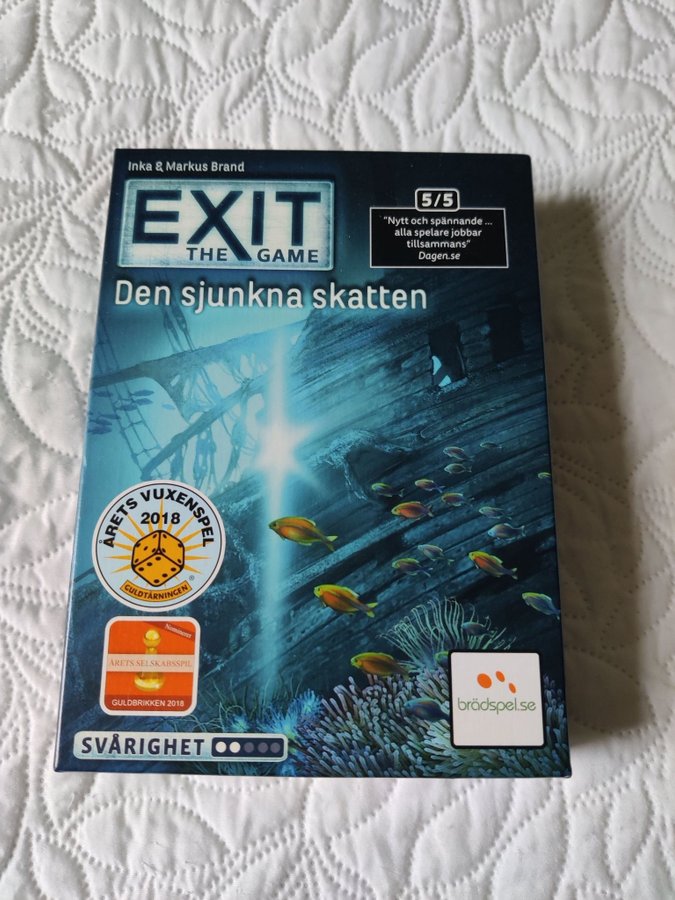 Inka & Markus Brand
EXIT
THE GAME
5/5
"Nytt och spännande ...
alla spelare jobbar
tillsammans"
Dagen.se
Den sjunkna skatten
ÅRETS VUXENSPEL
2018
GULDTÄRNINGEN
®
Nomineret
ÅRETS SELSKABSSPIL
GULDBRIKKEN 2018
SVÅRIGHET
brädspel.se